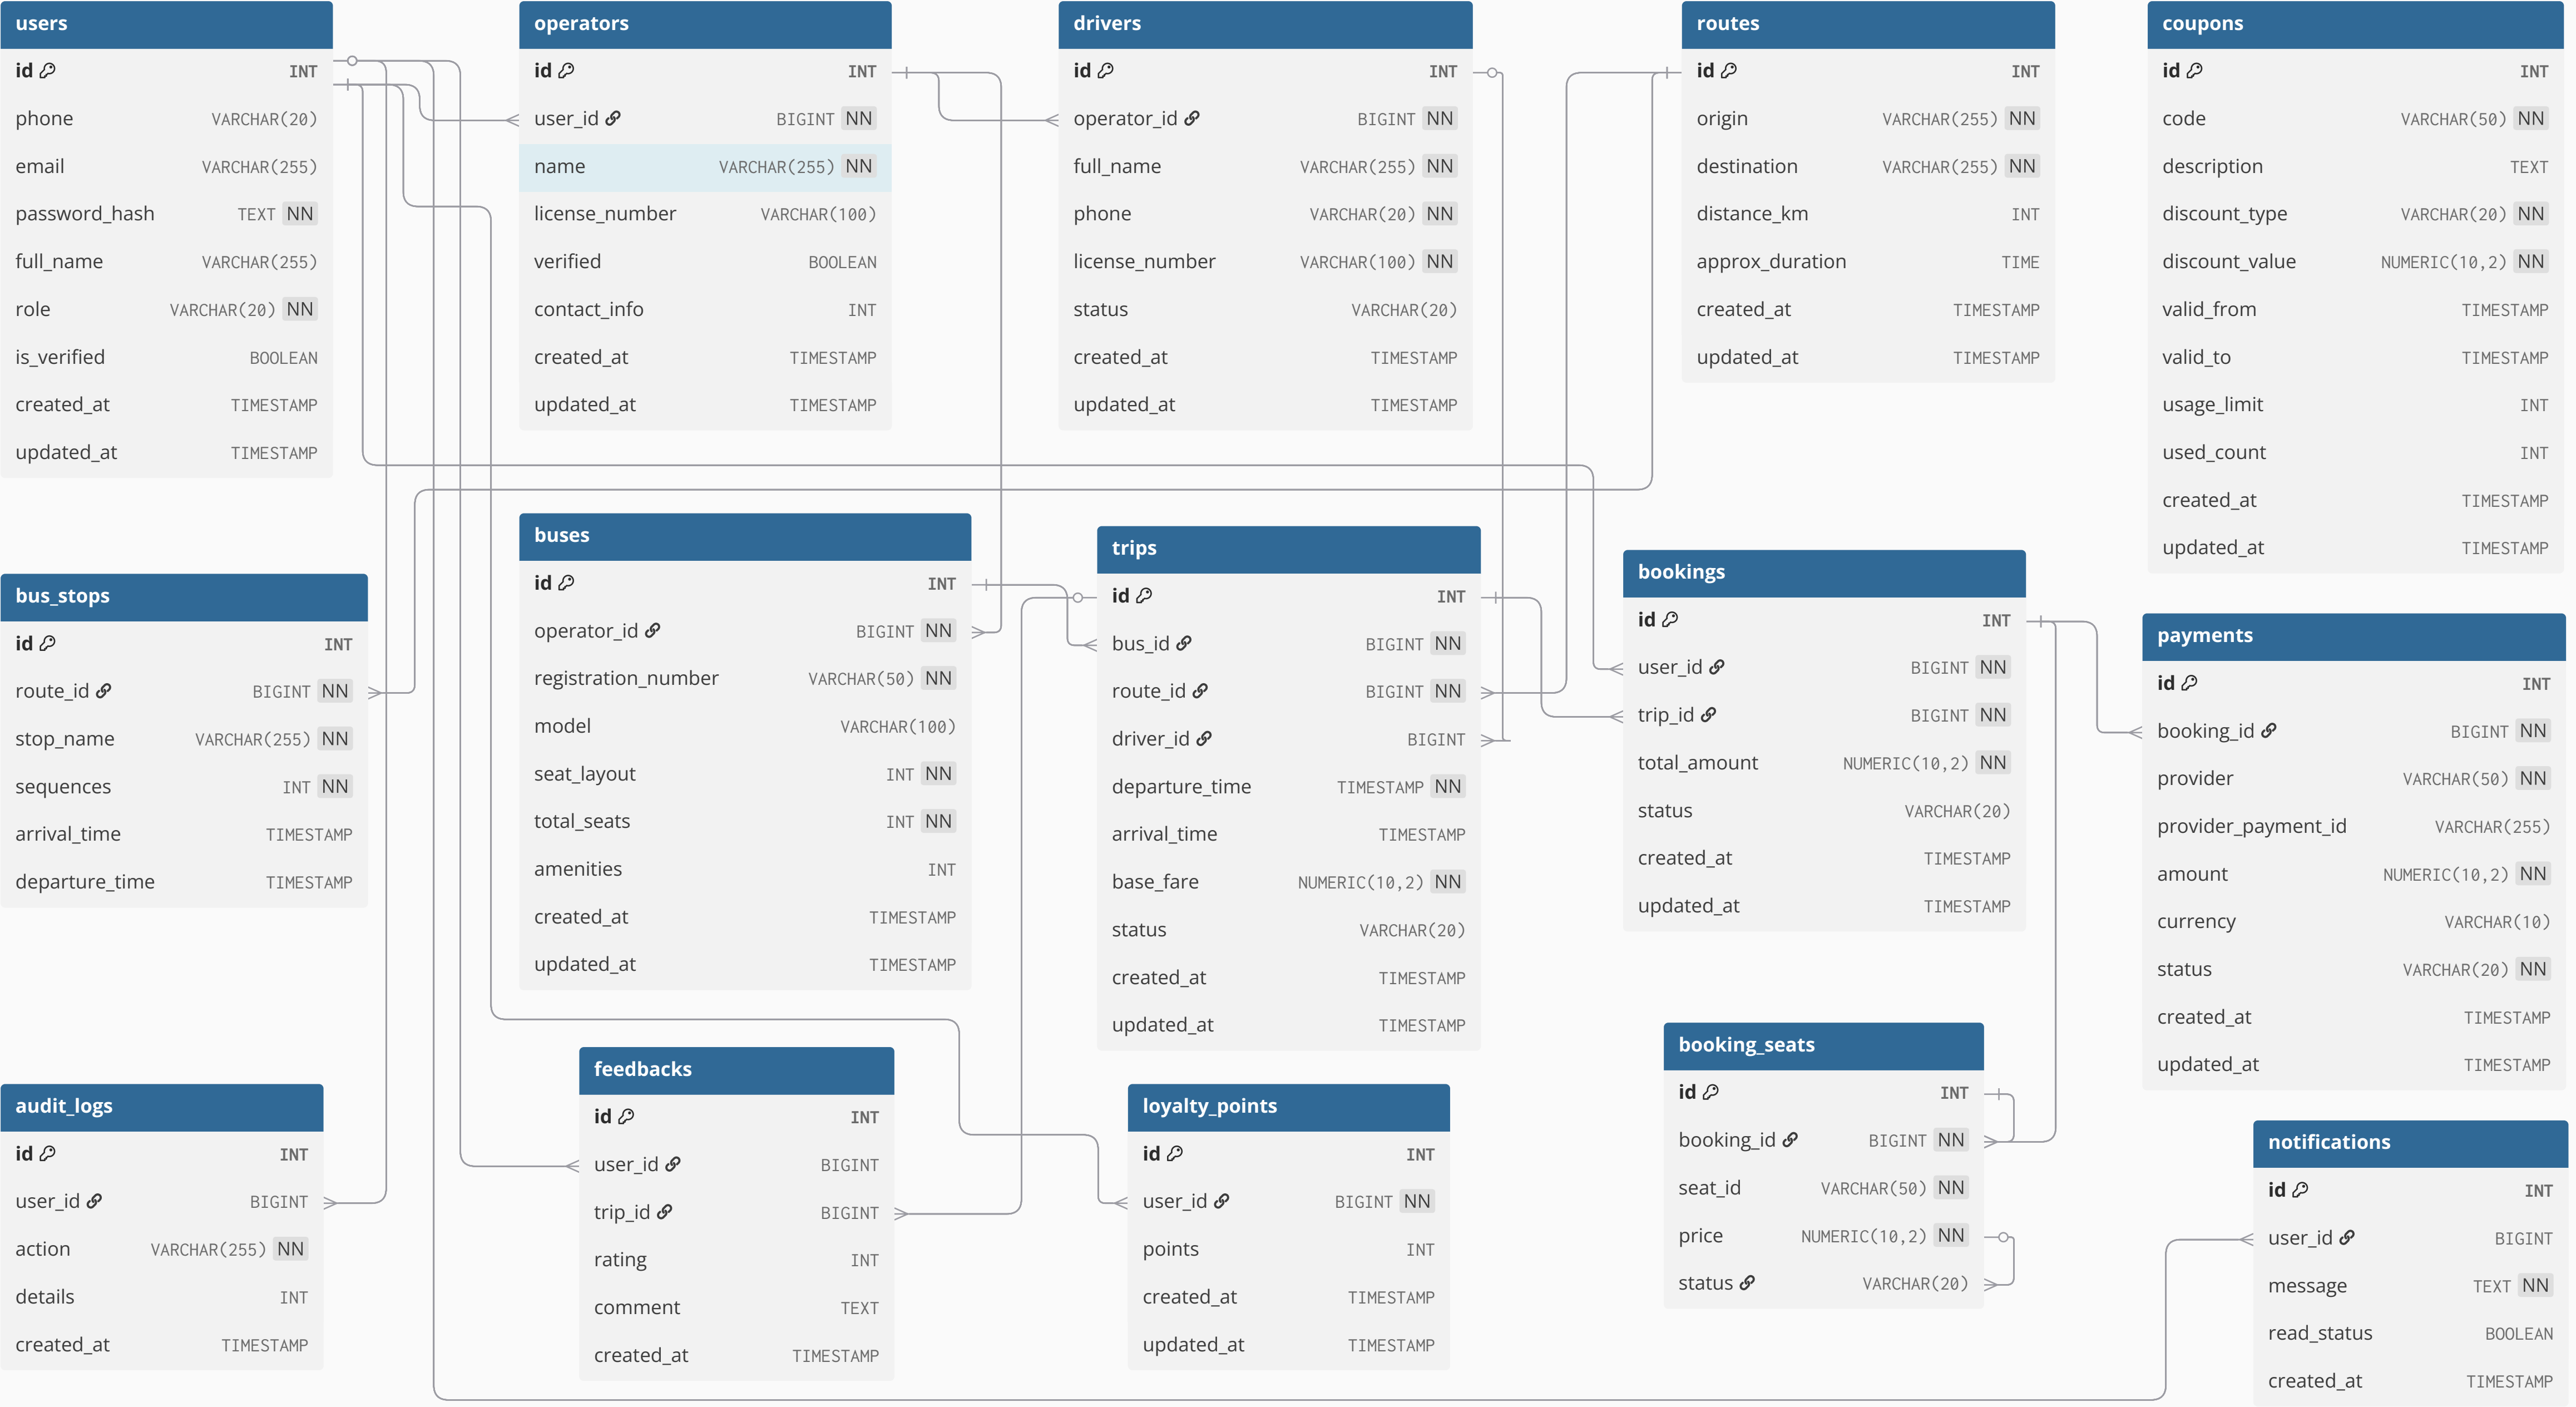 users
id INT
phone VARCHAR(20)
email VARCHAR(255)
password_hash TEXT NN
full_name VARCHAR(255)
role VARCHAR(20) NN
is_verified BOOLEAN
created_at TIMESTAMP
updated_at TIMESTAMP
operators
id INT
user_id BIGINT NN
name VARCHAR(255) NN
license_number VARCHAR(100)
verified BOOLEAN
contact_info INT
created_at TIMESTAMP
updated_at TIMESTAMP
drivers
id INT
operator_id BIGINT NN
full_name VARCHAR(255) NN
phone VARCHAR(20) NN
license_number VARCHAR(100) NN
status VARCHAR(20)
created_at TIMESTAMP
updated_at TIMESTAMP
routes
id INT
origin VARCHAR(255) NN
destination VARCHAR(255) NN
distance_km INT
approx_duration TIME
created_at TIMESTAMP
updated_at TIMESTAMP
coupons
id INT
code VARCHAR(50) NN
description TEXT
discount_type VARCHAR(20) NN
discount_value NUMERIC(10,2) NN
valid_from TIMESTAMP
valid_to TIMESTAMP
usage_limit INT
used_count INT
created_at TIMESTAMP
updated_at TIMESTAMP
bus_stops
id INT
route_id BIGINT NN
stop_name VARCHAR(255) NN
sequences INT NN
arrival_time TIMESTAMP
departure_time TIMESTAMP
buses
id INT
operator_id BIGINT NN
registration_number VARCHAR(50) NN
model VARCHAR(100)
seat_layout INT NN
total_seats INT NN
amenities INT
created_at TIMESTAMP
updated_at TIMESTAMP
trips
id INT
bus_id BIGINT NN
route_id BIGINT NN
driver_id BIGINT
departure_time TIMESTAMP NN
arrival_time TIMESTAMP
base_fare NUMERIC(10,2) NN
status VARCHAR(20)
created_at TIMESTAMP
updated_at TIMESTAMP
bookings
id INT
user_id BIGINT NN
trip_id BIGINT NN
total_amount NUMERIC(10,2) NN
status VARCHAR(20)
created_at TIMESTAMP
updated_at TIMESTAMP
payments
id INT
booking_id BIGINT NN
provider VARCHAR(50) NN
provider_payment_id VARCHAR(255)
amount NUMERIC(10,2) NN
currency VARCHAR(10)
status VARCHAR(20) NN
created_at TIMESTAMP
updated_at TIMESTAMP
audit_logs
id INT
user_id BIGINT
action VARCHAR(255) NN
details INT
created_at TIMESTAMP
feedbacks
id INT
user_id BIGINT
trip_id BIGINT
rating INT
comment TEXT
created_at TIMESTAMP
loyalty_points
id INT
user_id BIGINT NN
points INT
created_at TIMESTAMP
updated_at TIMESTAMP
booking_seats
id INT
booking_id BIGINT NN
seat_id VARCHAR(50) NN
price NUMERIC(10,2) NN
status VARCHAR(20)
notifications
id INT
user_id BIGINT
message TEXT NN
read_status BOOLEAN
created_at TIMESTAMP